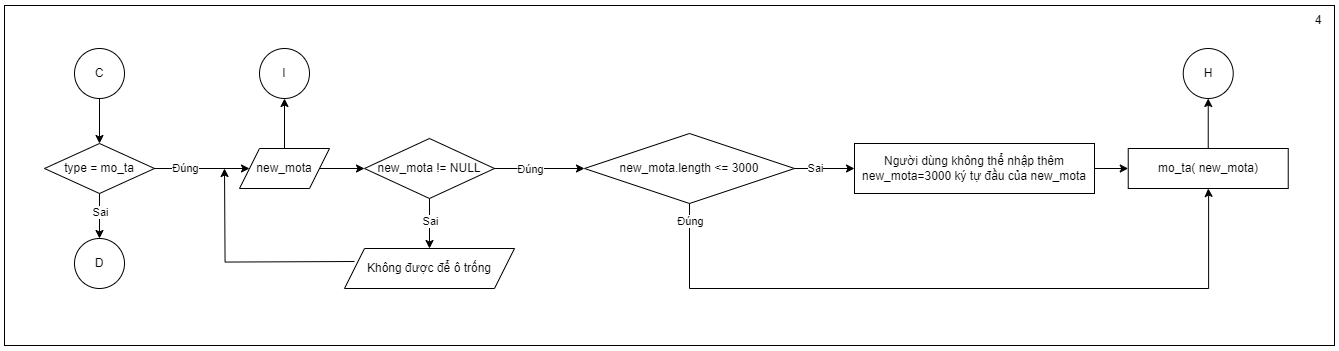 4
C
I
H
type = mo_ta
Đúng
new_mota
new_mota != NULL
Đúng
new_mota.length <= 3000
Sai
Người dùng không thể nhập thêm
new_mota=3000 ký tự đầu của new_mota
mo_ta( new_mota)
Sai
Sai
Đúng
D
Không được để ô trống